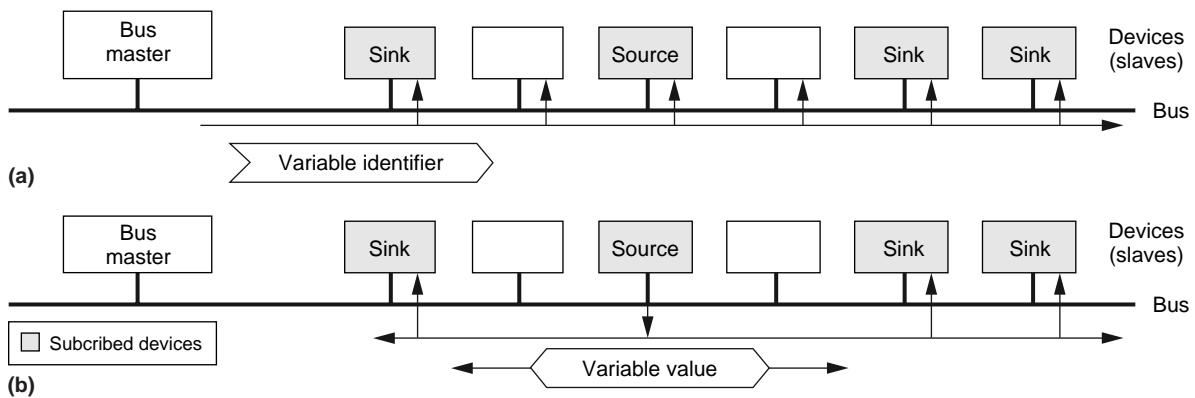 Bus
master
Sink
Source
Sink
Sink
Devices
(slaves)
Bus
Variable identifier
(a)
Bus
master
Sink
Source
Sink
Sink
Devices
(slaves)
Bus
Subcribed devices
Variable value
(b)